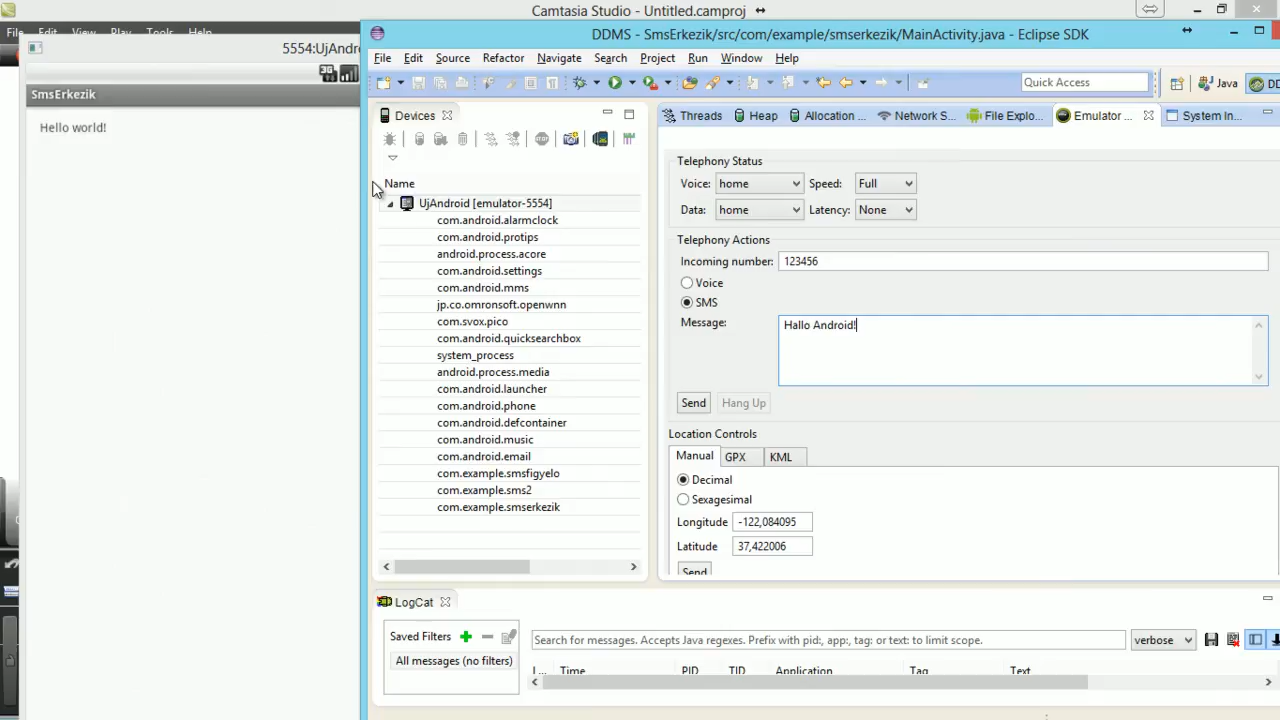 Camtasia Studio - Untitled.camproj
File Edit View Play Tools Help
5554:UjAndro
SmsErkezik
Hello world!
DDMS - SmsErkezik/src/com/example/smserkezik/MainActivity.java - Eclipse SDK
File Edit Source Refactor Navigate Search Project Run Window Help
Quick Access
Java
DD
Devices
Name
UjAndroid [emulator-5554]
com.android.alarmclock
com.android.protips
android.process.acore
com.android.settings
com.android.mms
jp.co.omronsoft.openwnn
com.svox.pico
com.android.quicksearchbox
system_process
android.process.media
com.android.launcher
com.android.phone
com.android.defcontainer
com.android.music
com.android.email
com.example.smsfigyelo
com.example.sms2
com.example.smserkezik
Threads Heap Allocation ... Network S... File Explo... Emulator ... System In...
Telephony Status
Voice: home Speed: Full
Data: home Latency: None
Telephony Actions
Incoming number: 123456
Voice
SMS
Message: Hallo Android!
Send Hang Up
Location Controls
Manual GPX KML
Decimal
Sexagesimal
Longitude -122,084095
Latitude 37,422006
Send
LogCat
Saved Filters
All messages (no filters)
Search for messages. Accepts Java regexes. Prefix with pid:, app:, tag: or text: to limit scope.
verbose
L... Time PID TID Application Tag Text